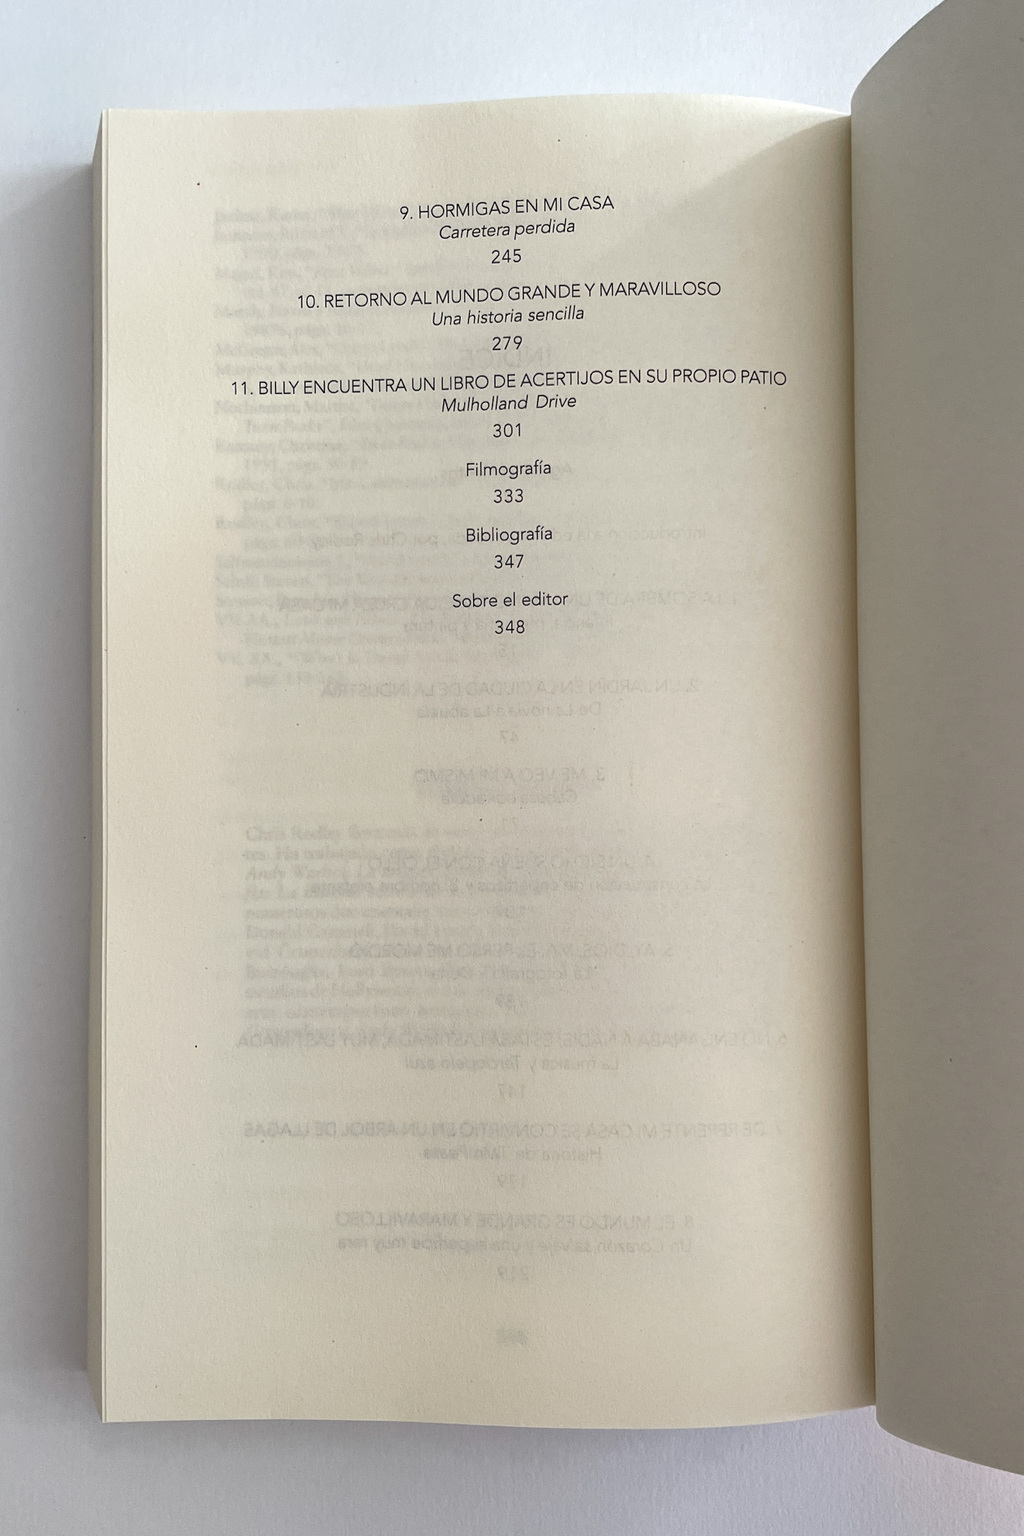 9. HORMIGAS EN MI CASA
Carretera perdida
245
10. RETORNO AL MUNDO GRANDE Y MARAVILLOSO
Una historia sencilla
279
11. BILLY ENCUENTRA UN LIBRO DE ACERTIJOS EN SU PROPIO PATIO
Mulholland Drive
301
Filmografía
333
Bibliografía
347
Sobre el editor
348